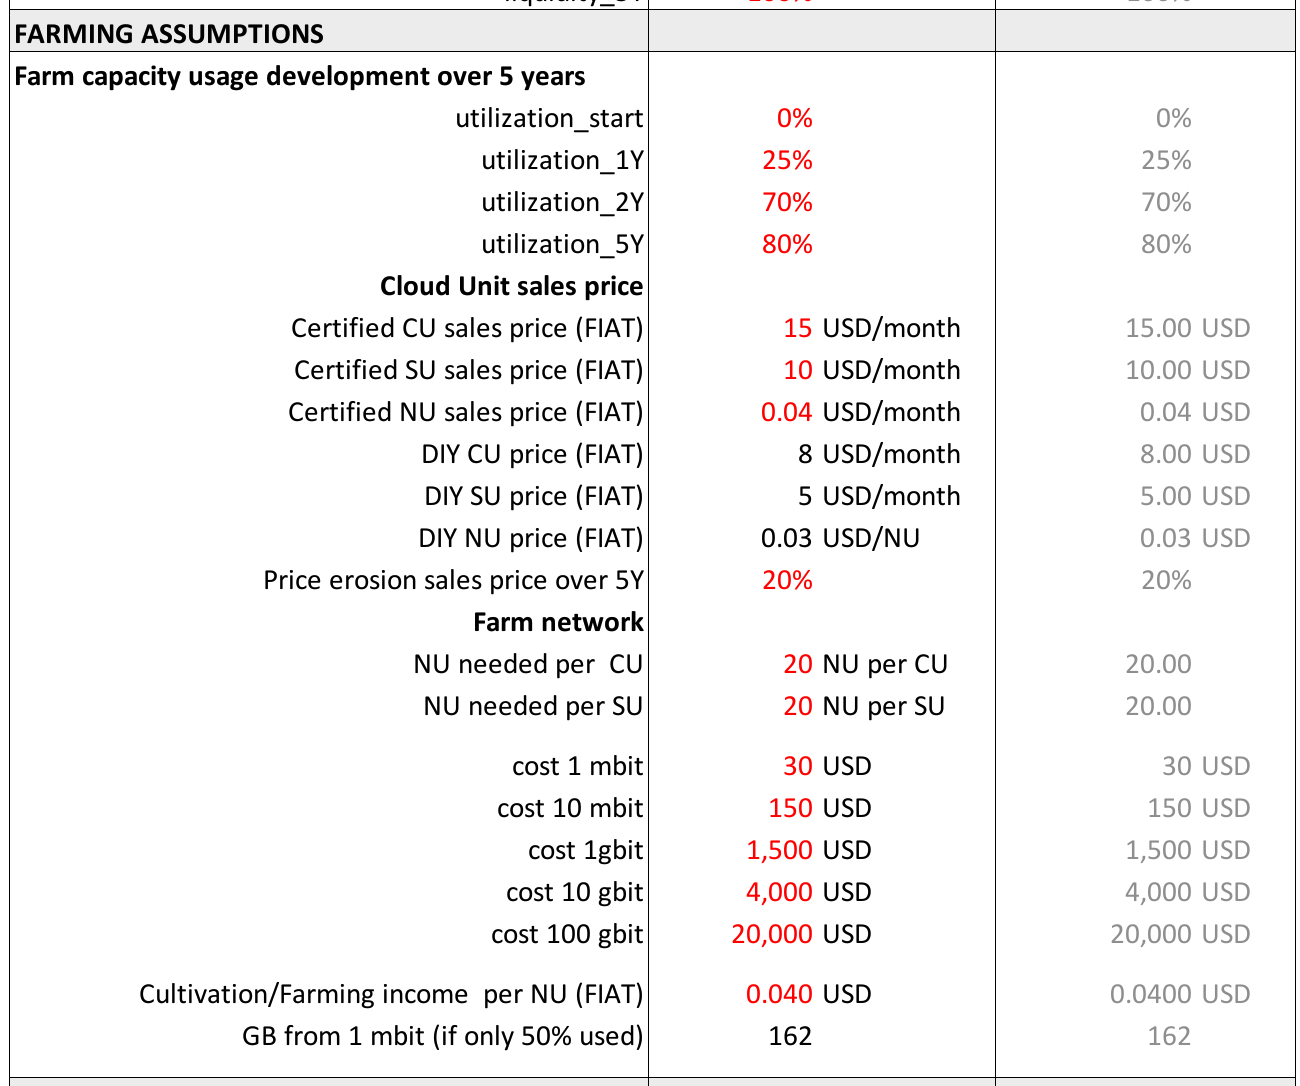 FARMING ASSUMPTIONS
Farm capacity usage development over 5 years
utilization_start 0% 0%
utilization_1Y 25% 25%
utilization_2Y 70% 70%
utilization_5Y 80% 80%
Cloud Unit sales price
Certified CU sales price (FIAT) 15 USD/month 15.00 USD
Certified SU sales price (FIAT) 10 USD/month 10.00 USD
Certified NU sales price (FIAT) 0.04 USD/month 0.04 USD
DIY CU price (FIAT) 8 USD/month 8.00 USD
DIY SU price (FIAT) 5 USD/month 5.00 USD
DIY NU price (FIAT) 0.03 USD/NU 0.03 USD
Price erosion sales price over 5Y 20% 20%
Farm network
NU needed per  CU 20 NU per CU 20.00
NU needed per SU 20 NU per SU 20.00
cost 1 mbit 30 USD 30 USD
cost 10 mbit 150 USD 150 USD
cost 1gbit 1,500 USD 1,500 USD
cost 10 gbit 4,000 USD 4,000 USD
cost 100 gbit 20,000 USD 20,000 USD
Cultivation/Farming income  per NU (FIAT) 0.040 USD 0.0400 USD
GB from 1 mbit (if only 50% used) 162 162